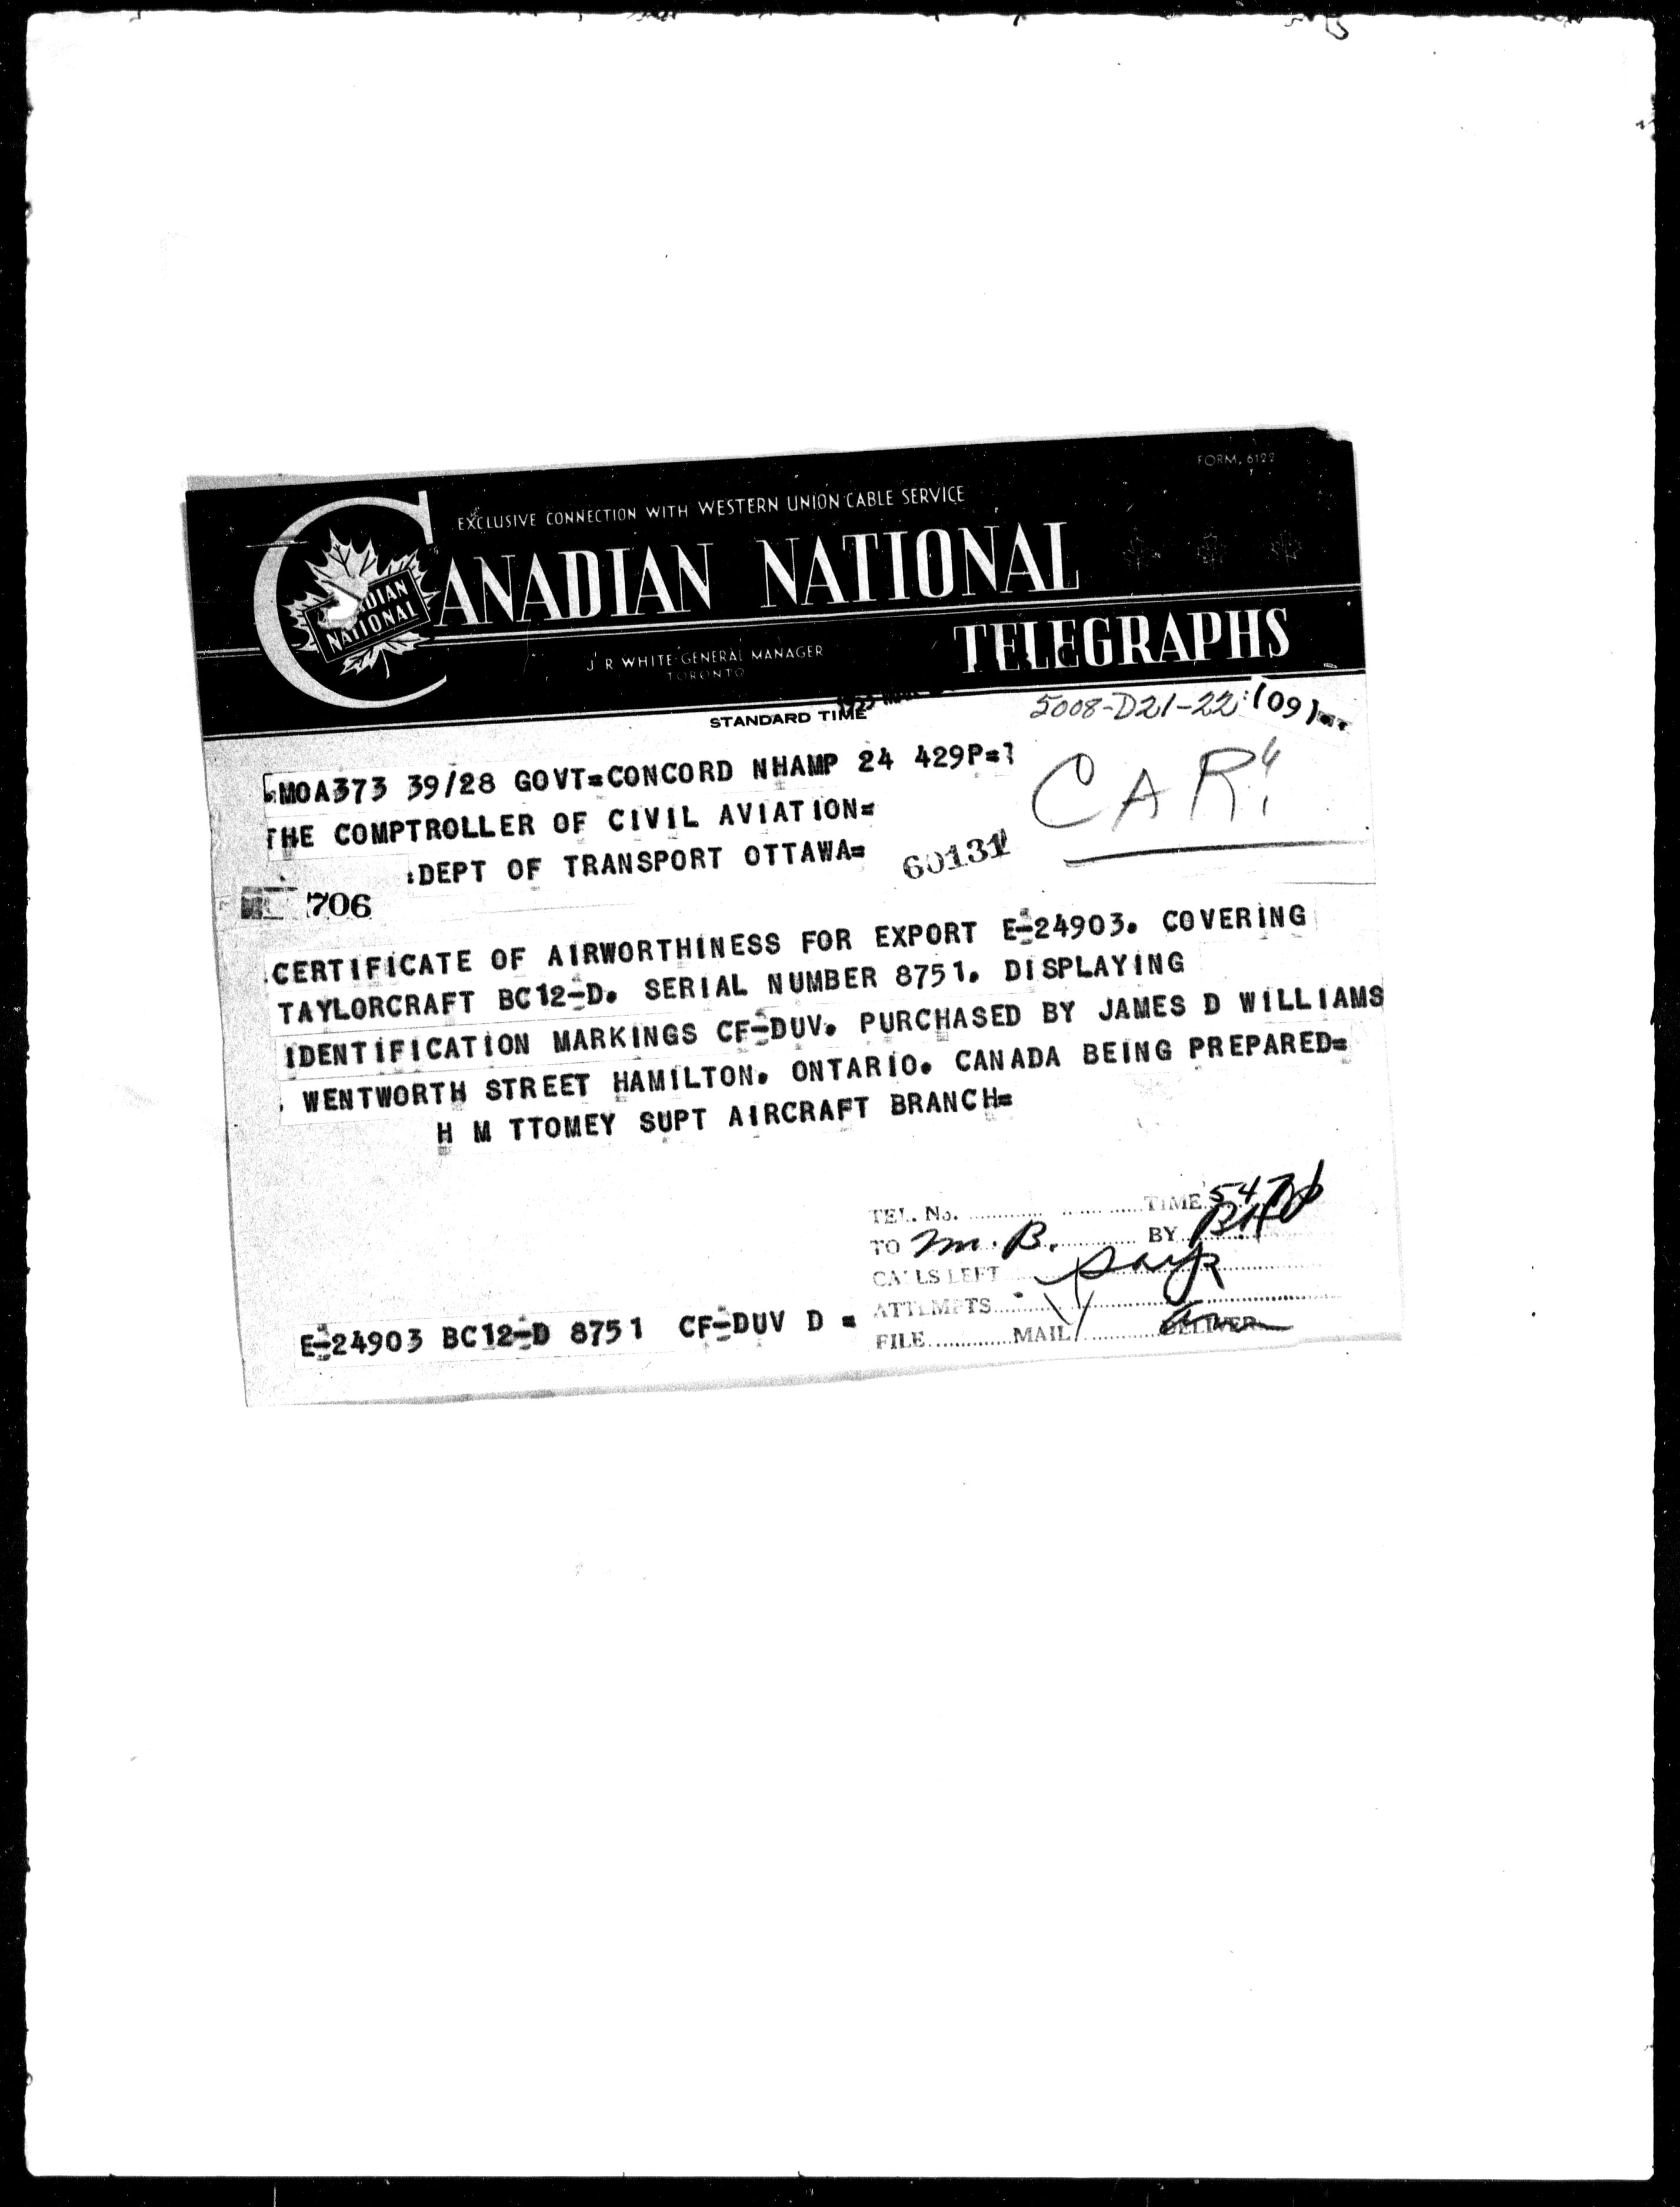 FORM, 6122
EXCLUSIVE CONNECTION WITH WESTERN UNION CABLE SERVICE
CANADIAN NATIONAL
NATIONAL
TELEGRAPHS
J R WHITE GENERAL MANAGER
TORONTO
STANDARD TIME
5008-D21-22 (09)
MOA373 39/28 GOVT=CONCORD NHAMP 24 429P=
CAR
THE COMPTROLLER OF CIVIL AVIATION=
:DEPT OF TRANSPORT OTTAWA=
60131
706
CERTIFICATE OF AIRWORTHINESS FOR EXPORT E-24903. COVERING
TAYLORCRAFT BC12-D. SERIAL NUMBER 8751. DISPLAYING
IDENTIFICATION MARKINGS CF-DUV. PURCHASED BY JAMES D WILLIAMS
WENTWORTH STREET HAMILTON. ONTARIO. CANADA BEING PREPARED=
H M TTOMEY SUPT AIRCRAFT BRANCH=
TEL. No. TIME
TO M.B. BY
CALLS LEFT
ATTEMPTS
FILE MAIL DELIVER
E-24903 BC12-D 8751 CF-DUV D =